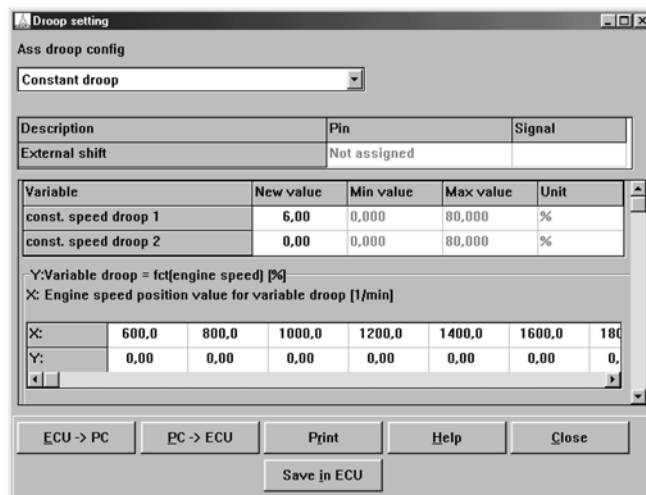 Droop setting
Ass droop config
Constant droop
Description Pin Signal
External shift Not assigned
Variable New value Min value Max value Unit
const. speed droop 1 6,00 0,000 80,000 %
const. speed droop 2 0,00 0,000 80,000 %
Y:Variable droop = fct(engine speed) [%]
X: Engine speed position value for variable droop [1/min]
X: 600,0 800,0 1000,0 1200,0 1400,0 1600,0 180
Y: 0,00 0,00 0,00 0,00 0,00 0,00 0,
ECU -> PC PC -> ECU Print Help Close
Save in ECU